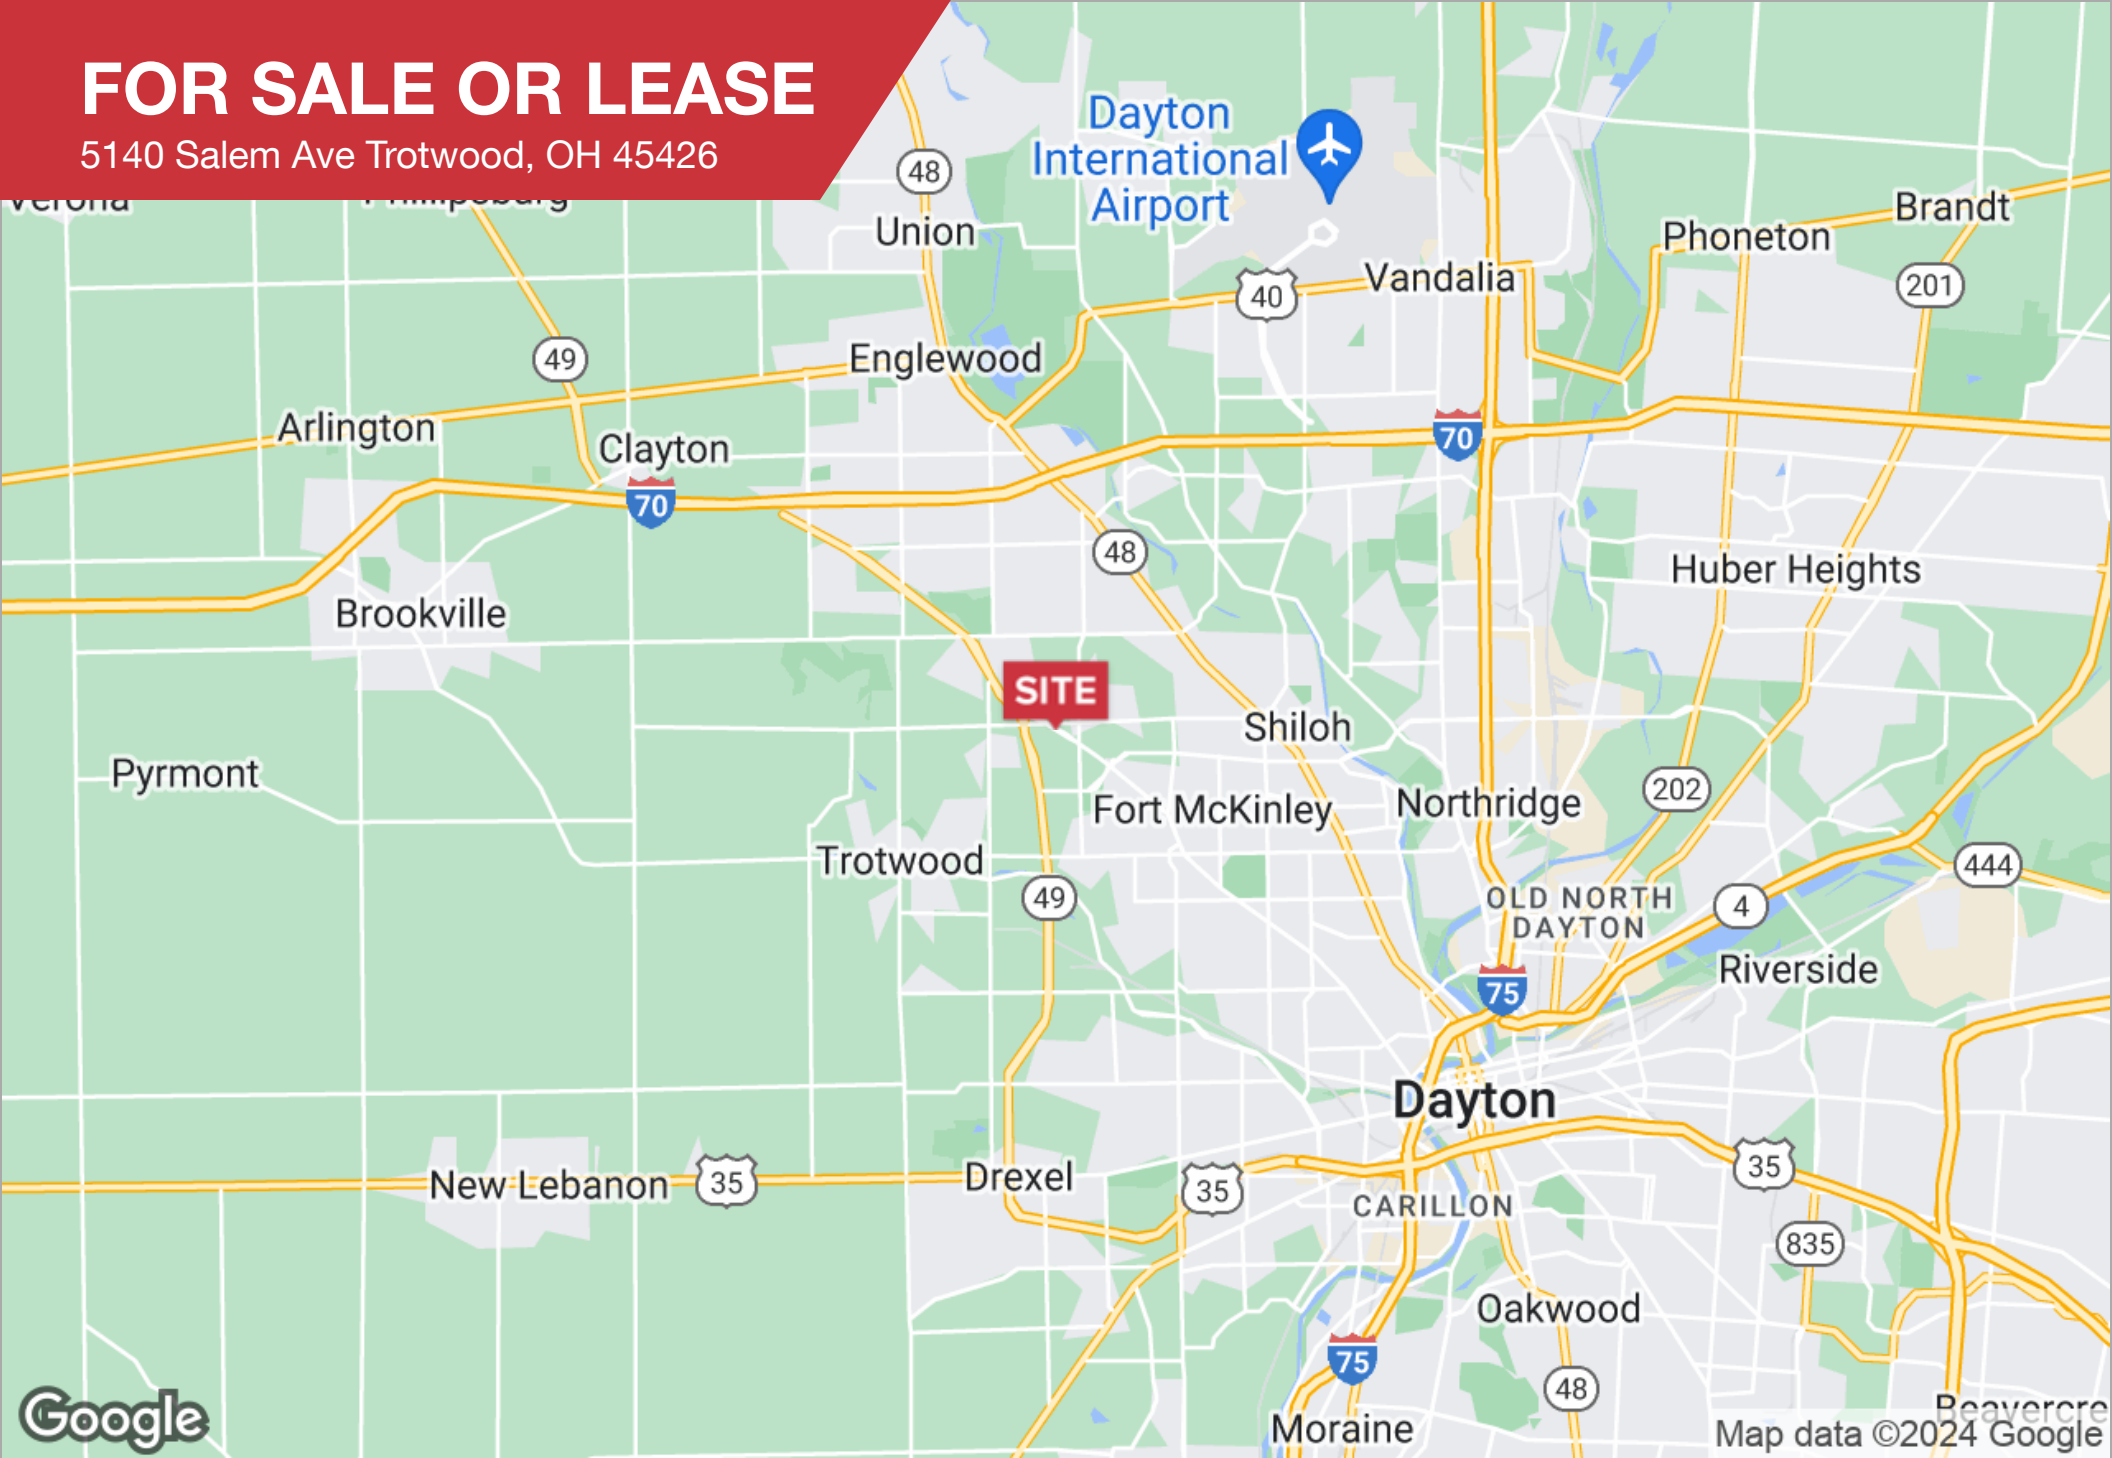 FOR SALE OR LEASE
5140 Salem Ave Trotwood, OH 45426
Verona
Phillipsburg
48
Union
Dayton
International
Airport
40
Vandalia
Phoneton
Brandt
201
49
Englewood
Arlington
Clayton
70
70
48
Huber Heights
Brookville
SITE
Shiloh
Pyrmont
Fort McKinley
Northridge
202
Trotwood
49
444
OLD NORTH
DAYTON
4
Riverside
75
Dayton
New Lebanon
35
Drexel
35
35
CARILLON
835
Oakwood
75
48
Moraine
Beavercre
Google
Map data ©2024 Google